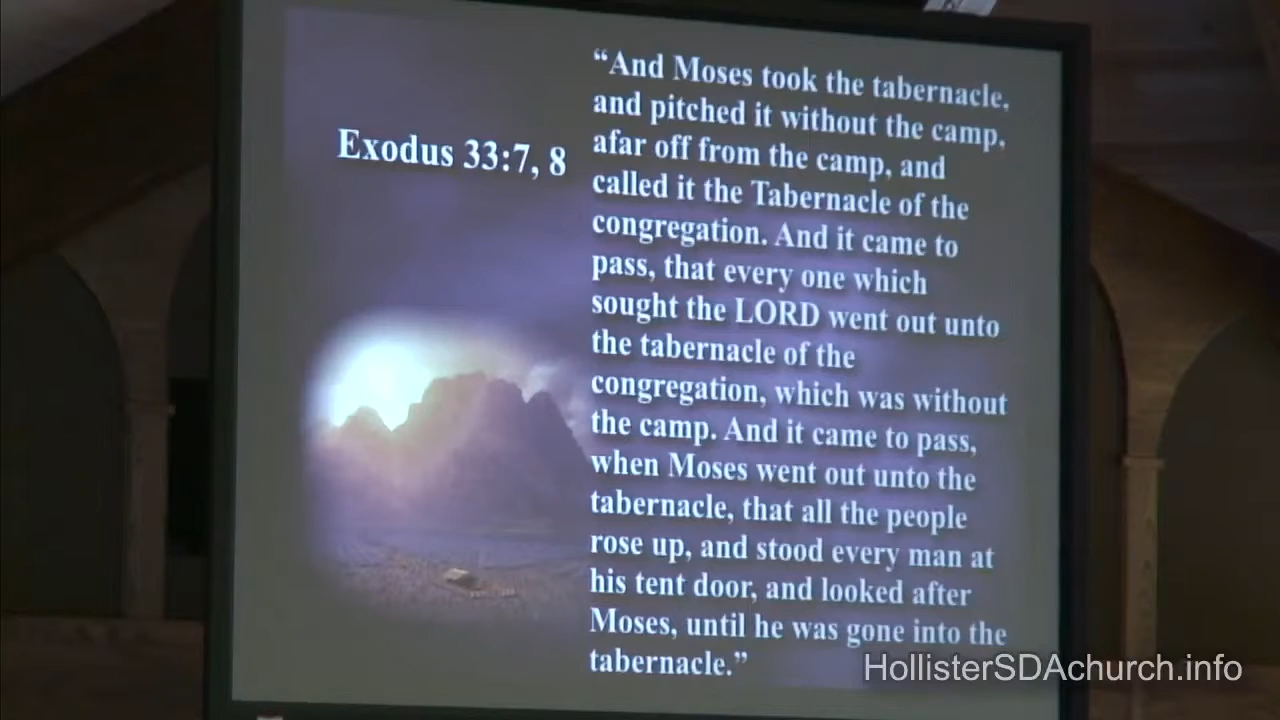 Exodus 33:7, 8
“And Moses took the tabernacle,
and pitched it without the camp,
afar off from the camp, and
called it the Tabernacle of the
congregation. And it came to
pass, that every one which
sought the LORD went out unto
the tabernacle of the
congregation, which was without
the camp. And it came to pass,
when Moses went out unto the
tabernacle, that all the people
rose up, and stood every man at
his tent door, and looked after
Moses, until he was gone into the
tabernacle.”
HollisterSDAchurch.info